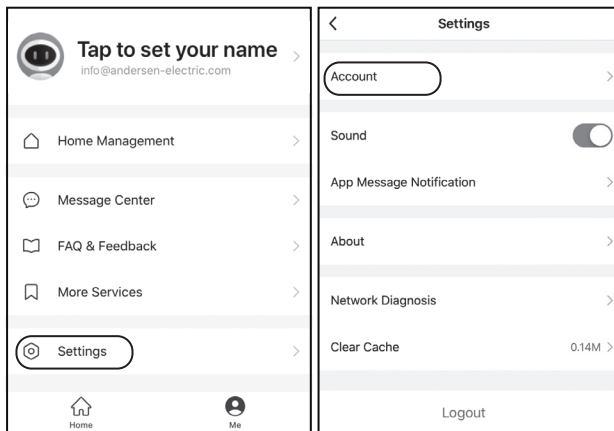 Tap to set your name
info@andersen-electric.com
Home Management
Message Center
FAQ & Feedback
More Services
Settings
Home
Me
Settings
Account
Sound
App Message Notification
About
Network Diagnosis
Clear Cache
0.14M
Logout